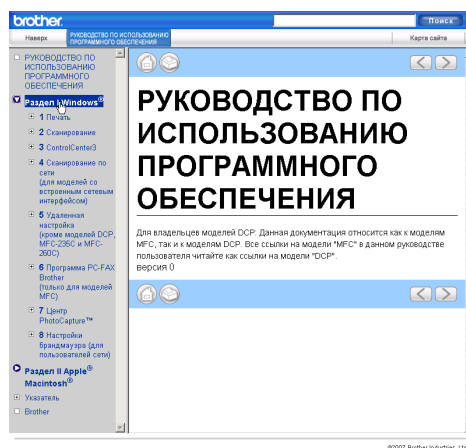 brother.
Поиск
Наверх
РУКОВОДСТВО ПО ИСПОЛЬЗОВАНИЮ
ПРОГРАММНОГО ОБЕСПЕЧЕНИЯ
Карта сайта
РУКОВОДСТВО ПО
ИСПОЛЬЗОВАНИЮ
ПРОГРАММНОГО
ОБЕСПЕЧЕНИЯ
Раздел I Windows®
1 Печать
2 Сканирование
3 ControlCenter3
4 Сканирование по
сети
(для моделей со
встроенным сетевым
интерфейсом)
5 Удаленная
настройка
(кроме моделей DCP,
MFC-235C и MFC-
260C)
6 Программа PC-FAX
Brother
(только для моделей
MFC)
7 Центр
PhotoCapture™
8 Настройки
брандмауэра (для
пользователей сети)
Раздел II Apple®
Macintosh®
Указатель
Brother
РУКОВОДСТВО ПО
ИСПОЛЬЗОВАНИЮ
ПРОГРАММНОГО
ОБЕСПЕЧЕНИЯ
Для владельцев моделей DCP: Данная документация относится как к моделям
MFC, так и к моделям DCP. Все ссылки на модели "MFC" в данном руководстве
пользователя читайте как ссылки на модели "DCP".
версия 0
©2007 Brother Industries, Ltd